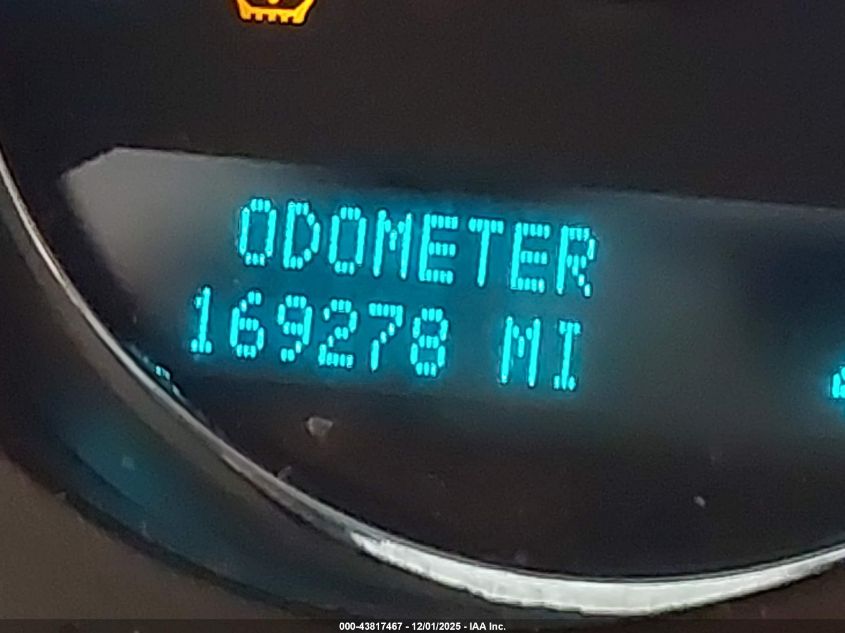 ODOMETER
169278 MI
000-43817467 - 12/01/2025 - IAA Inc.